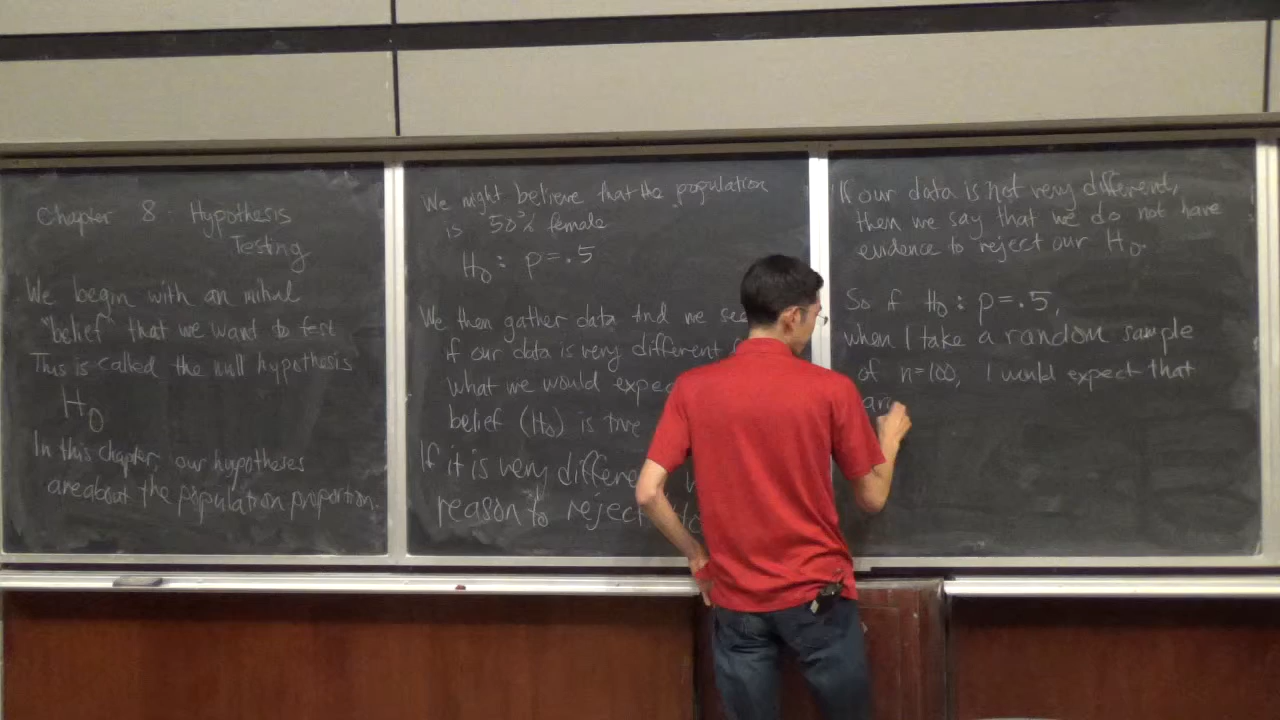 Chapter 8: Hypothesis
Testing
We begin with an initial
"belief" that we want to test
This is called the null hypothesis
H0
In this chapter, our hypotheses
are about the population proportion.
We might believe that the population
is 50% female
H0: p=.5
We then gather data and we see
if our data is very different
what we would expec
belief (H0) is true
If it is very differe
reason to reject
If our data is not very different,
then we say that we do not have
evidence to reject our H0.
So if H0: p=.5,
when I take a random sample
of n=100, I would expect that
ar